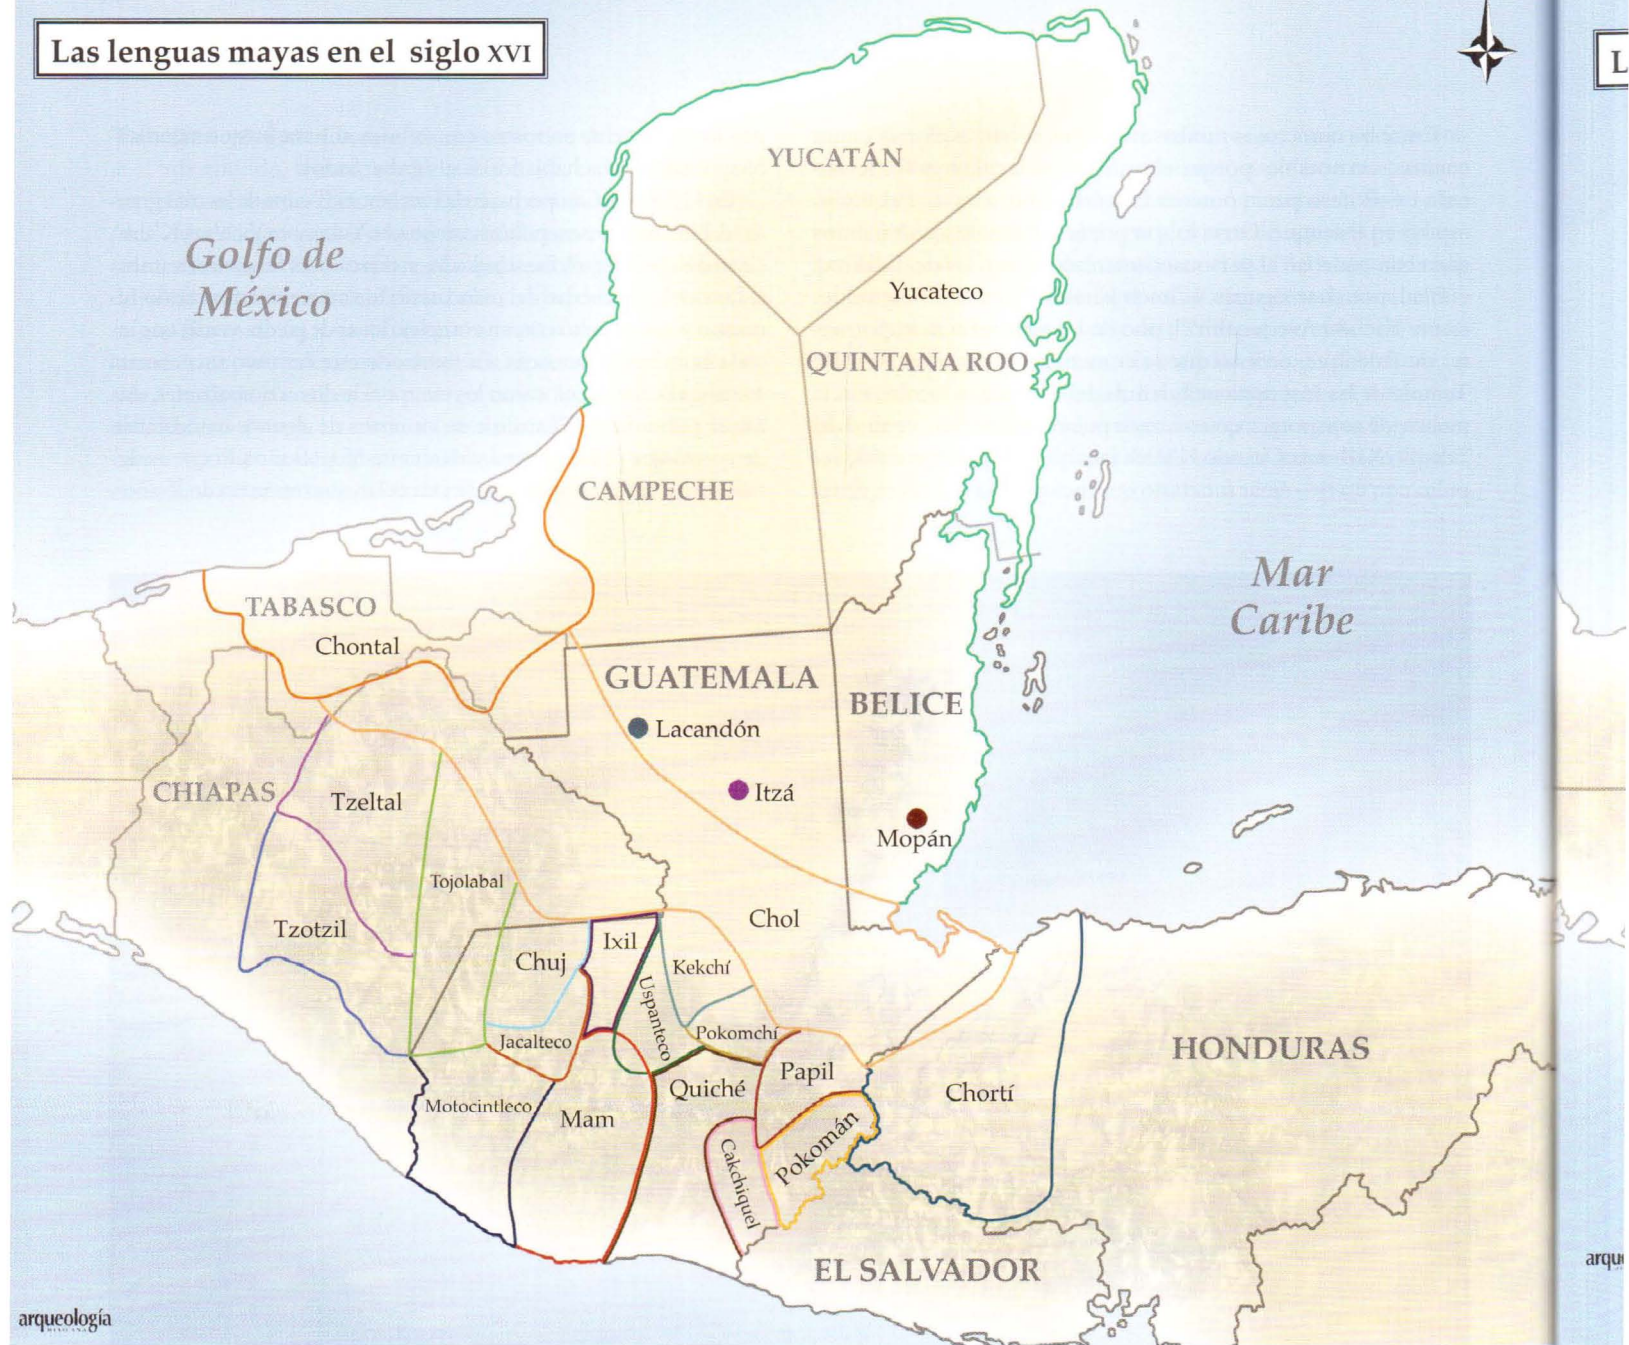 Las lenguas mayas en el siglo XVI
L
YUCATÁN
Golfo de
México
Yucateco
QUINTANA ROO
CAMPECHE
Mar
Caribe
TABASCO
Chontal
GUATEMALA
BELICE
Lacandón
CHIAPAS
Tzeltal
Itzá
Mopán
Tojolabal
Tzotzil
Chol
Ixil
Chuj
Kekchí
Uspanteco
Jacalteco
Pokomchí
HONDURAS
Papil
Quiché
Chortí
Motocintleco
Mam
Pokomán
Cakchiquel
EL SALVADOR
arqu
arqueología